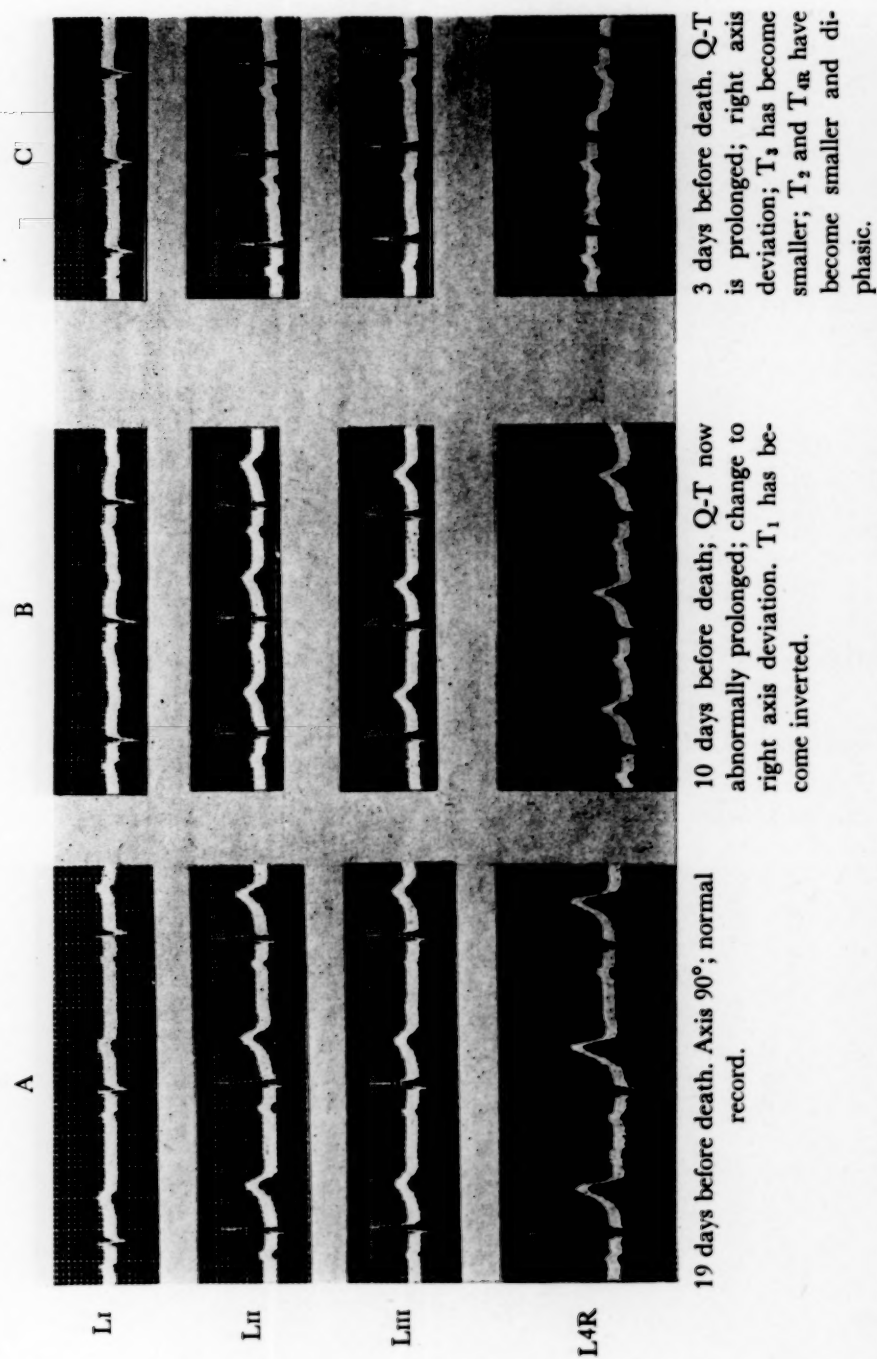 A
B
C
LI
LII
LIII
L4R
19 days before death. Axis 90°; normal
record.
10 days before death; Q-T now
abnormally prolonged; change to
right axis deviation. T₁ has be-
come inverted.
3 days before death. Q-T
is prolonged; right axis
deviation; T₃ has become
smaller; T₂ and T₄ᵣ have
become smaller and di-
phasic.